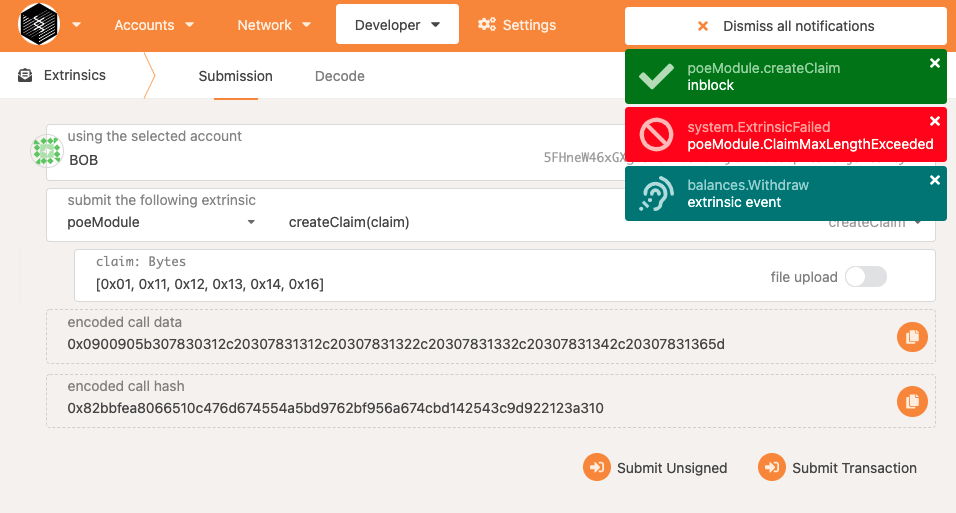 Accounts
Network
Developer
Settings
Dismiss all notifications
Extrinsics
Submission
Decode
poeModule.createClaim
inblock
system.ExtrinsicFailed
poeModule.ClaimMaxLengthExceeded
balances.Withdraw
extrinsic event
using the selected account
BOB
5FHneW46xGX
submit the following extrinsic
poeModule
createClaim(claim)
createClaim
claim: Bytes
[0x01, 0x11, 0x12, 0x13, 0x14, 0x16]
file upload
encoded call data
0x0900905b307830312c20307831312c20307831322c20307831332c20307831342c20307831365d
encoded call hash
0x82bbfea8066510c476d674554a5bd9762bf956a674cbd142543c9d922123a310
Submit Unsigned
Submit Transaction